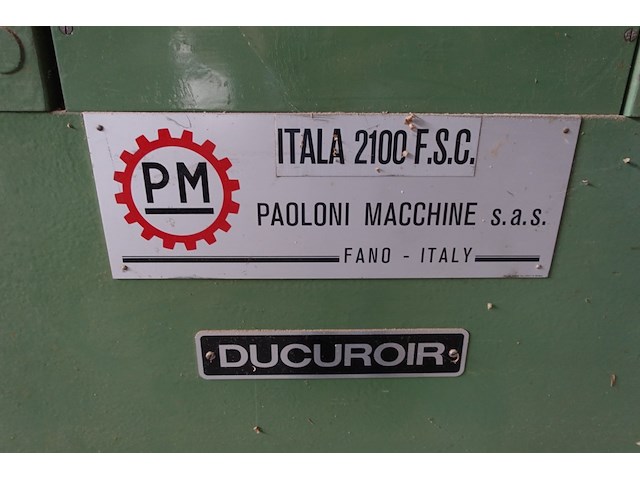 PM
ITALA 2100 F.S.C.
PAOLONI MACCHINE s.a.s.
FANO - ITALY
DUCUROIR